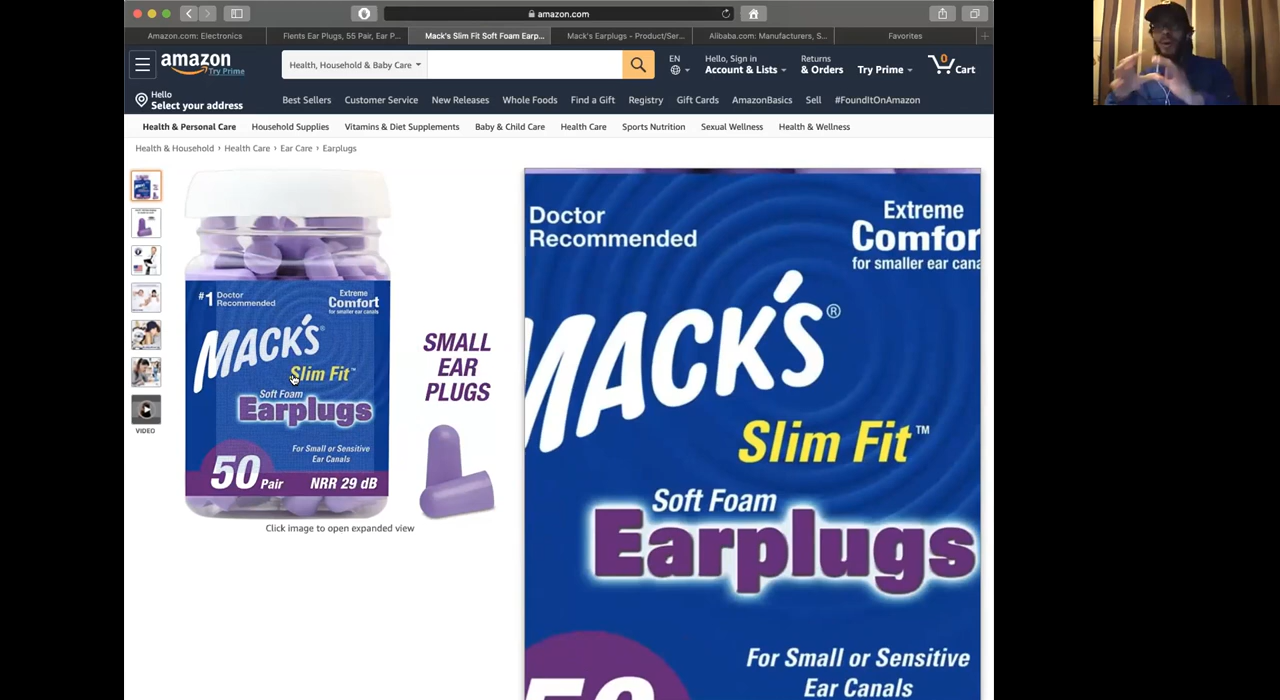 amazon.com
Amazon.com: Electronics
Flents Ear Plugs, 55 Pair, Ear P...
Mack's Slim Fit Soft Foam Earp...
Mack's Earplugs - Product/Ser...
Alibaba.com: Manufacturers, S...
Favorites
amazon
Try Prime
Health, Household & Baby Care
EN
Hello, Sign in
Account & Lists
Returns
& Orders
Try Prime
0
Cart
Hello
Select your address
Best Sellers
Customer Service
New Releases
Whole Foods
Find a Gift
Registry
Gift Cards
AmazonBasics
Sell
#FoundItOnAmazon
Health & Personal Care
Household Supplies
Vitamins & Diet Supplements
Baby & Child Care
Health Care
Sports Nutrition
Sexual Wellness
Health & Wellness
Health & Household › Health Care › Ear Care › Earplugs
VIDEO
#1 Doctor
Recommended
Extreme
Comfort
for smaller ear canals
MACK'S®
Slim Fit™
Soft Foam
Earplugs
For Small or Sensitive
Ear Canals
50 Pair
NRR 29 dB
SMALL
EAR
PLUGS
Click image to open expanded view
Doctor
Recommended
Extreme
Comfor
for smaller ear cana
MACK'S®
Slim Fit™
Soft Foam
Earplugs
For Small or Sensitive
Ear Canals
50